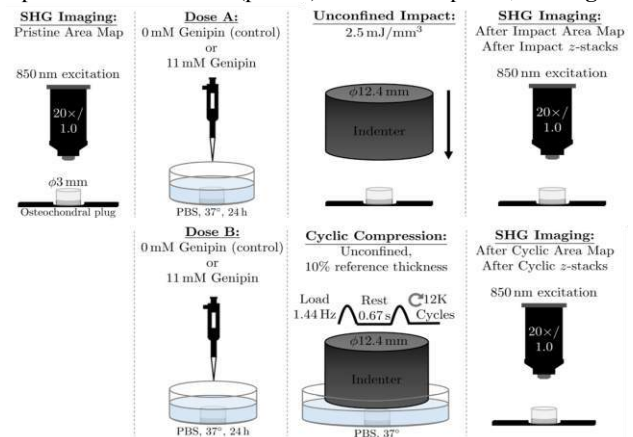 SHG Imaging:
Pristine Area Map
850 nm excitation
20×/
1.0
ϕ3 mm
Osteochondral plug
Dose A:
0 mM Genipin (control)
or
11 mM Genipin
PBS, 37°, 24 h
Unconfined Impact:
2.5 mJ/mm³
ϕ12.4 mm
Indenter
SHG Imaging:
After Impact Area Map
After Impact z-stacks
850 nm excitation
20×/
1.0
Dose B:
0 mM Genipin (control)
or
11 mM Genipin
PBS, 37°, 24 h
Cyclic Compression:
Unconfined,
10% reference thickness
Load Rest 12K
1.44 Hz 0.67 s Cycles
ϕ12.4 mm
Indenter
PBS, 37°
SHG Imaging:
After Cyclic Area Map
After Cyclic z-stacks
850 nm excitation
20×/
1.0